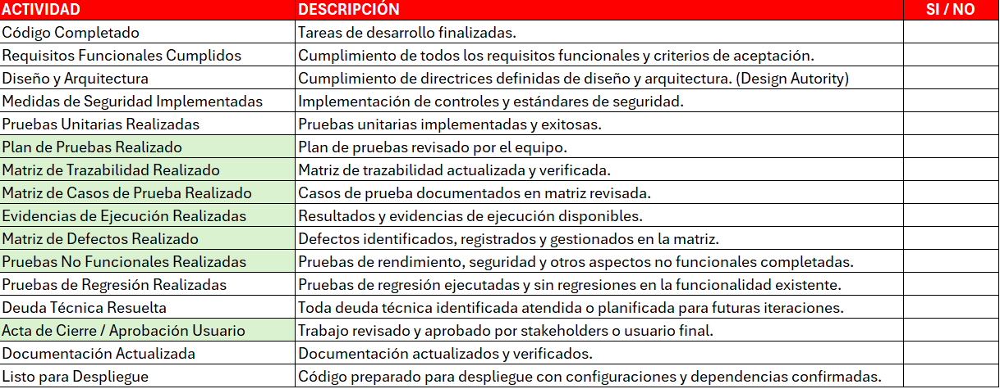 ACTIVIDAD DESCRIPCIÓN SI / NO
Código Completado Tareas de desarrollo finalizadas.
Requisitos Funcionales Cumplidos Cumplimiento de todos los requisitos funcionales y criterios de aceptación.
Diseño y Arquitectura Cumplimiento de directrices definidas de diseño y arquitectura. (Design Autority)
Medidas de Seguridad Implementadas Implementación de controles y estándares de seguridad.
Pruebas Unitarias Realizadas Pruebas unitarias implementadas y exitosas.
Plan de Pruebas Realizado Plan de pruebas revisado por el equipo.
Matriz de Trazabilidad Realizado Matriz de trazabilidad actualizada y verificada.
Matriz de Casos de Prueba Realizado Casos de prueba documentados en matriz revisada.
Evidencias de Ejecución Realizadas Resultados y evidencias de ejecución disponibles.
Matriz de Defectos Realizado Defectos identificados, registrados y gestionados en la matriz.
Pruebas No Funcionales Realizadas Pruebas de rendimiento, seguridad y otros aspectos no funcionales completadas.
Pruebas de Regresión Realizadas Pruebas de regresión ejecutadas y sin regresiones en la funcionalidad existente.
Deuda Técnica Resuelta Toda deuda técnica identificada atendida o planificada para futuras iteraciones.
Acta de Cierre / Aprobación Usuario Trabajo revisado y aprobado por stakeholders o usuario final.
Documentación Actualizada Documentación actualizados y verificados.
Listo para Despliegue Código preparado para despliegue con configuraciones y dependencias confirmadas.